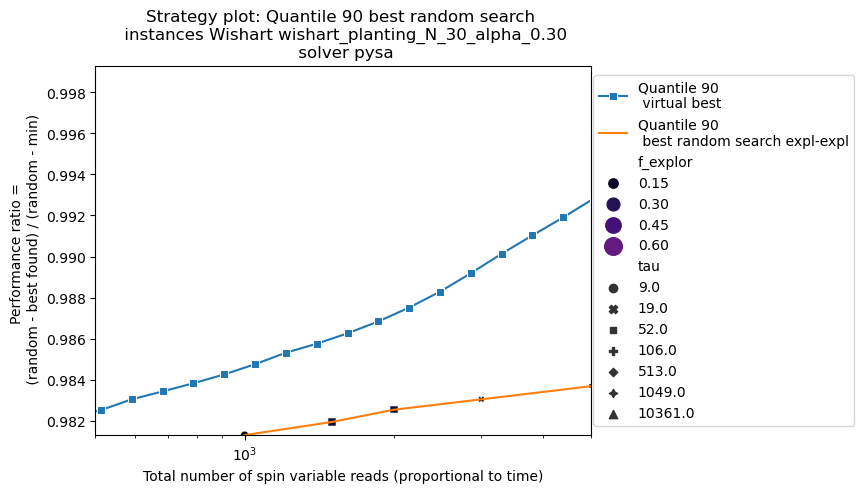 Strategy plot: Quantile 90 best random search
instances Wishart wishart_planting_N_30_alpha_0.30
solver pysa
Performance ratio =
(random - best found) / (random - min)
0.998
0.996
0.994
0.992
0.990
0.988
0.986
0.984
0.982
10³
Total number of spin variable reads (proportional to time)
Quantile 90
virtual best
Quantile 90
best random search expl-expl
f_explor
0.15
0.30
0.45
0.60
tau
9.0
19.0
52.0
106.0
513.0
1049.0
10361.0